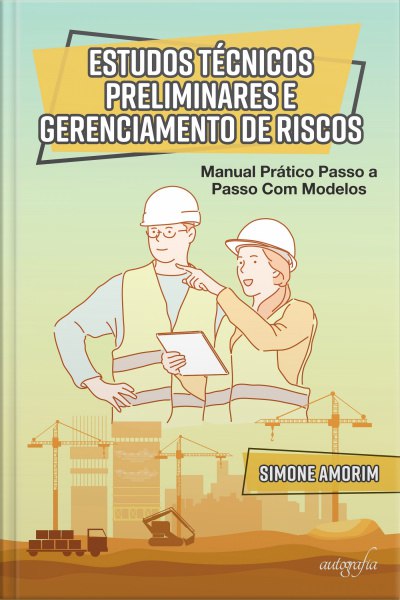 ESTUDOS TÉCNICOS
PRELIMINARES E
GERENCIAMENTO DE RISCOS
Manual Prático Passo a
Passo Com Modelos
SIMONE AMORIM
autografia